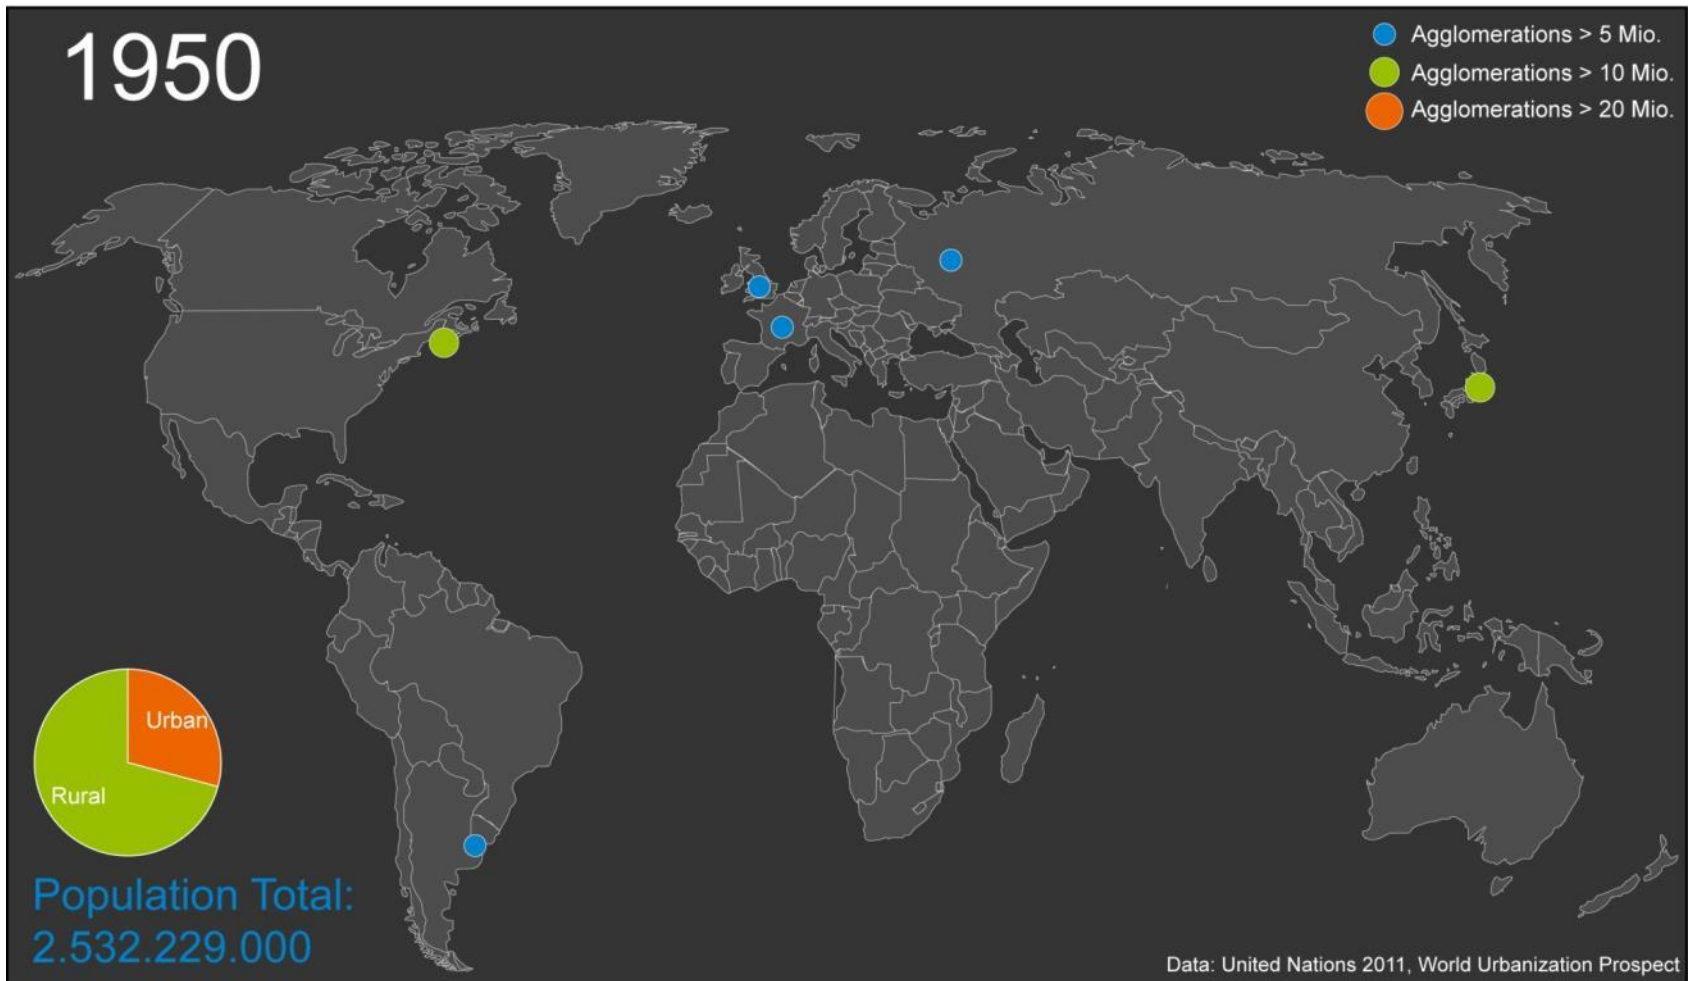 1950
Agglomerations > 5 Mio.
Agglomerations > 10 Mio.
Agglomerations > 20 Mio.
Urban
Rural
Population Total:
2.532.229.000
Data: United Nations 2011, World Urbanization Prospect